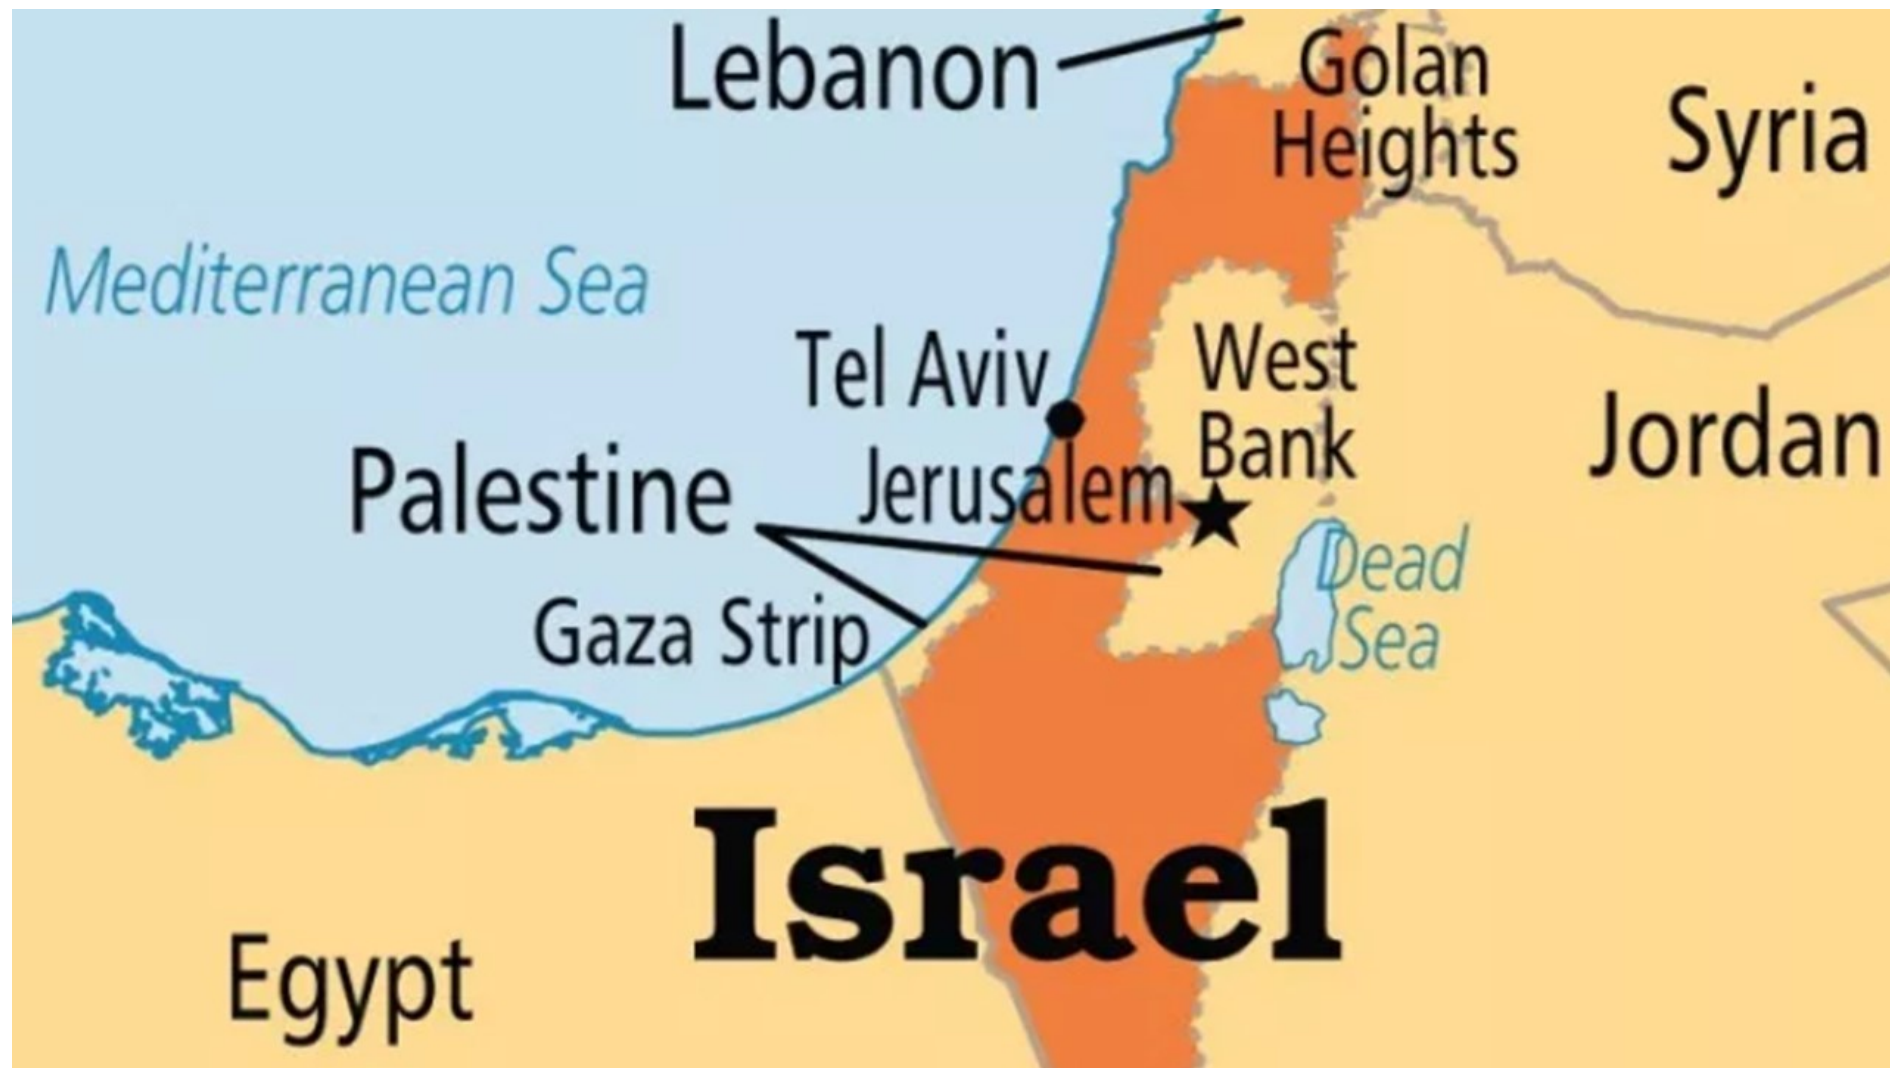 Lebanon
Golan
Heights
Syria
Mediterranean Sea
Tel Aviv
West
Bank
Jordan
Palestine
Jerusalem
Dead
Sea
Gaza Strip
Israel
Egypt